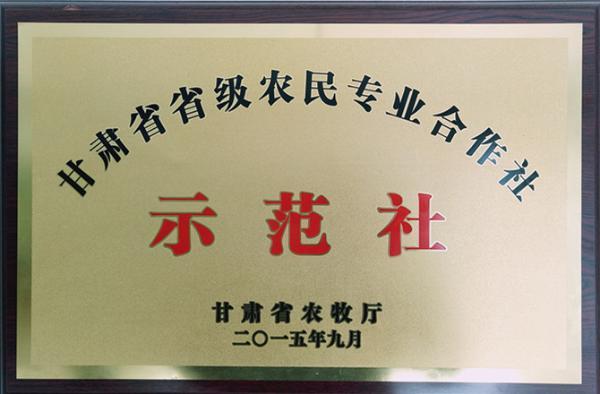 甘肃省省级农民专业合作社
示范社
甘肃省农牧厅
二〇一五年九月